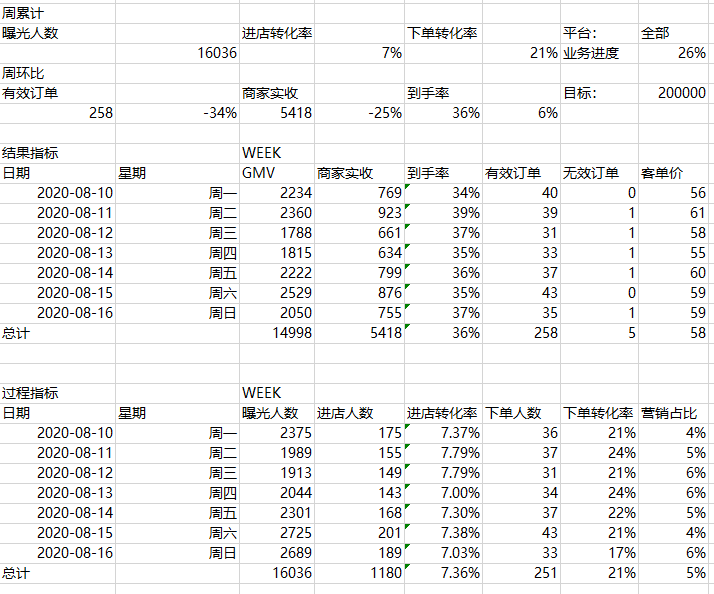 周累计
曝光人数 进店转化率 下单转化率 平台： 全部
16036 7% 21% 业务进度 26%
周环比
有效订单 商家实收 到手率 目标： 200000
258 -34% 5418 -25% 36% 6%
结果指标 WEEK
日期 星期 GMV 商家实收 到手率 有效订单 无效订单 客单价
2020-08-10 周一 2234 769 34% 40 0 56
2020-08-11 周二 2360 923 39% 39 1 61
2020-08-12 周三 1788 661 37% 31 1 58
2020-08-13 周四 1815 634 35% 33 1 55
2020-08-14 周五 2222 799 36% 37 1 60
2020-08-15 周六 2529 876 35% 43 0 59
2020-08-16 周日 2050 755 37% 35 1 59
总计 14998 5418 36% 258 5 58
过程指标 WEEK
日期 星期 曝光人数 进店人数 进店转化率 下单人数 下单转化率 营销占比
2020-08-10 周一 2375 175 7.37% 36 21% 4%
2020-08-11 周二 1989 155 7.79% 37 24% 5%
2020-08-12 周三 1913 149 7.79% 31 21% 6%
2020-08-13 周四 2044 143 7.00% 34 24% 6%
2020-08-14 周五 2301 168 7.30% 37 22% 5%
2020-08-15 周六 2725 201 7.38% 43 21% 4%
2020-08-16 周日 2689 189 7.03% 33 17% 6%
总计 16036 1180 7.36% 251 21% 5%